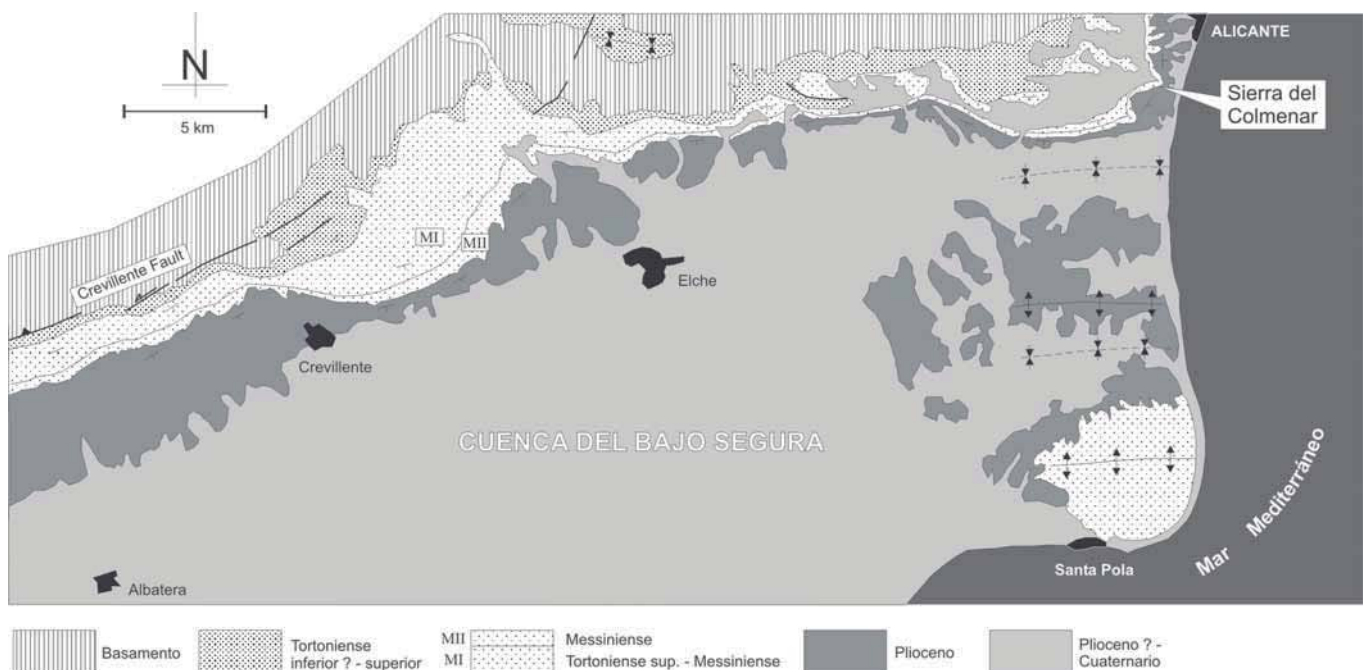 ALICANTE
N
5 km
Sierra del
Colmenar
MI
MII
Crevillente Fault
Elche
Crevillente
CUENCA DEL BAJO SEGURA
Mar Mediterráneo
Santa Pola
Albatera
Basamento
Tortoniense
inferior ? - superior
MII
MI
Messiniense
Tortoniense sup. - Messiniense
Plioceno
Plioceno ? -
Cuaternario